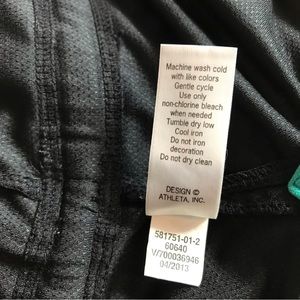 Machine wash cold
with like colors
Gentle cycle
Use only
non-chlorine bleach
when needed
Tumble dry low
Cool iron
Do not iron
decoration
Do not dry clean
DESIGN ©
ATHLETA, INC.
581751-01-2
60640
W700036946
04/2013